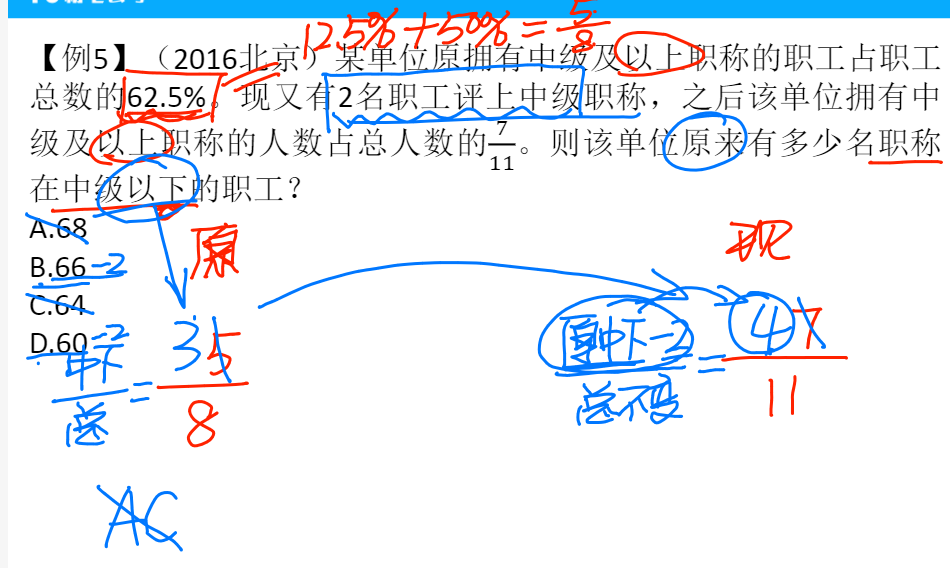 12.5%+50%=5/8
【例5】（2016北京）某单位原拥有中级及以上职称的职工占职工
总数的62.5%。现又有2名职工评上中级职称，之后该单位拥有中
级及以上职称的人数占总人数的7/11。则该单位原来有多少名职称
在中级以下的职工？
A.68
原
现
B.66-2
C.64
D.60-2
中下/总=3 5/8
原中下-2/总不变=4 7/11
AC